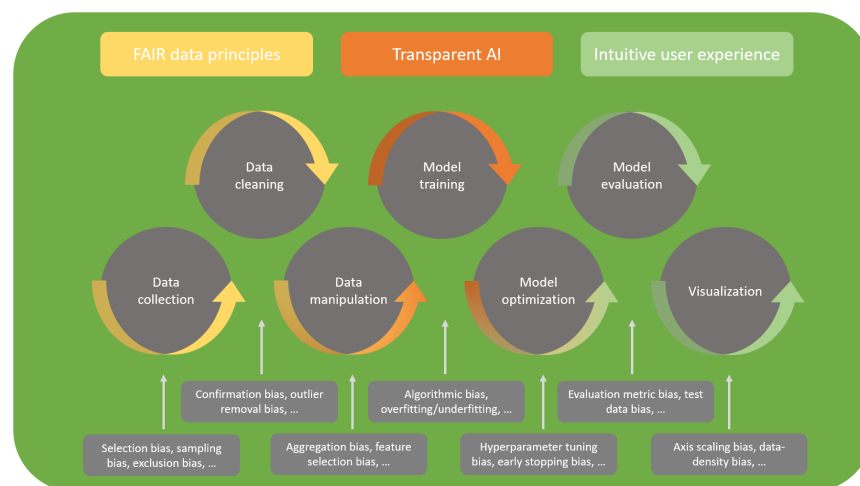 FAIR data principles
Transparent AI
Intuitive user experience
Data
cleaning
Model
training
Model
evaluation
Data
collection
Data
manipulation
Model
optimization
Visualization
Confirmation bias, outlier
removal bias, ...
Algorithmic bias,
overfitting/underfitting, ...
Evaluation metric bias, test
data bias, ...
Selection bias, sampling
bias, exclusion bias, ...
Aggregation bias, feature
selection bias, ...
Hyperparameter tuning
bias, early stopping bias, ...
Axis scaling bias, data-
density bias, ...